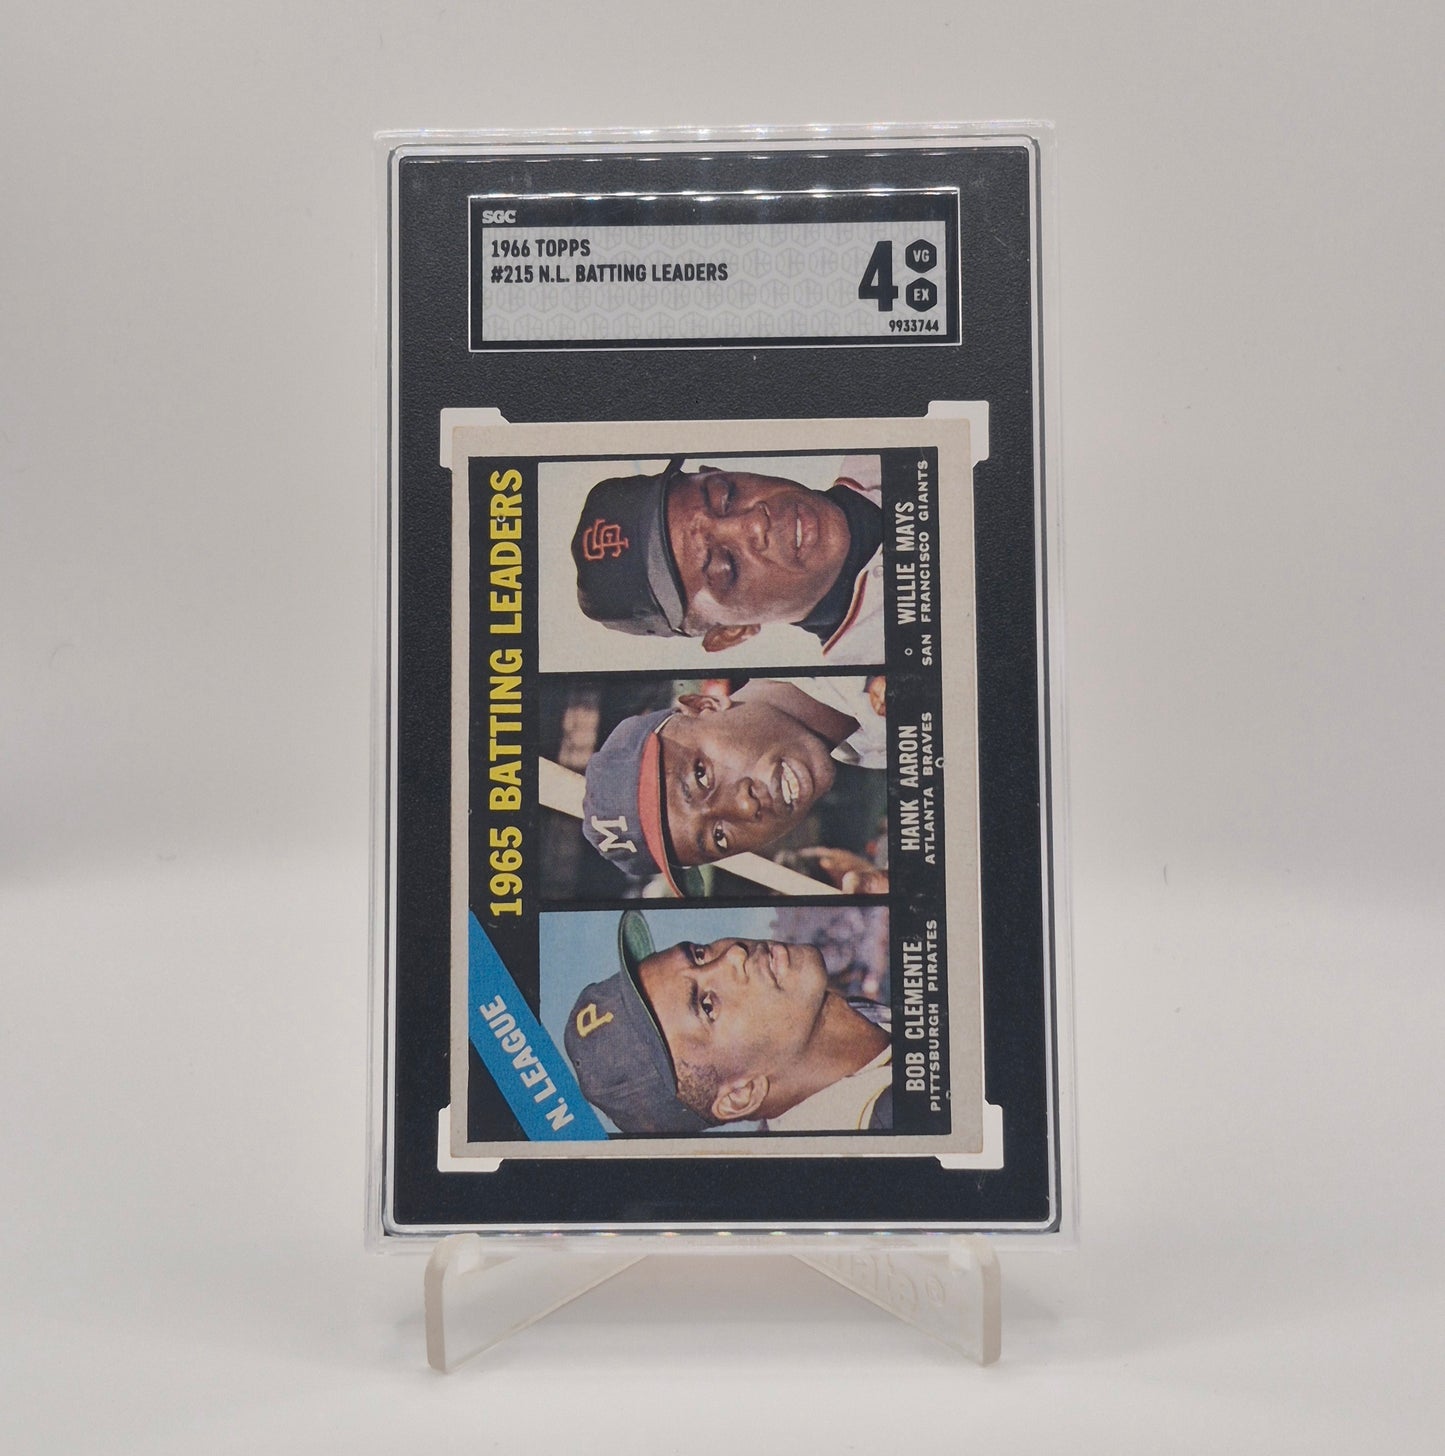 SGC
1966 TOPPS
#215 N.L. BATTING LEADERS
4
VG
EX
9933744
N. LEAGUE
1965 BATTING LEADERS
P
M
SF
BOB CLEMENTE
PITTSBURGH PIRATES
HANK AARON
ATLANTA BRAVES
WILLIE MAYS
SAN FRANCISCO GIANTS